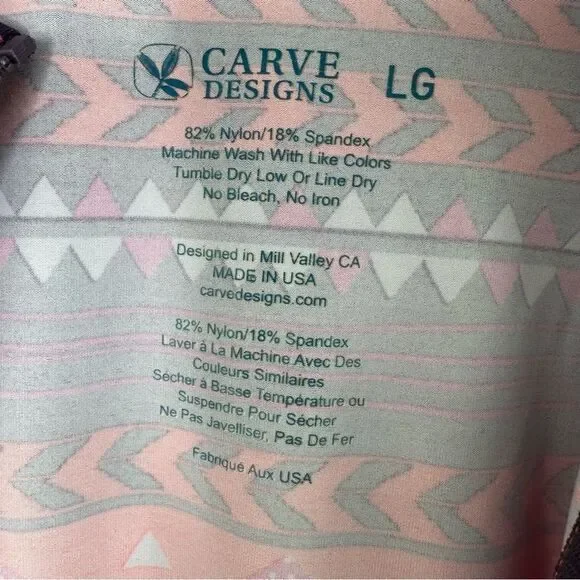 CARVE DESIGNS LG
82% Nylon/18% Spandex
Machine Wash With Like Colors
Tumble Dry Low Or Line Dry
No Bleach, No Iron
Designed in Mill Valley CA
MADE IN USA
carvedesigns.com
82% Nylon/18% Spandex
Laver à La Machine Avec Des
Couleurs Similaires
Sécher à Basse Température ou
Suspendre Pour Sécher
Ne Pas Javelliser, Pas De Fer
Fabriqué Aux USA